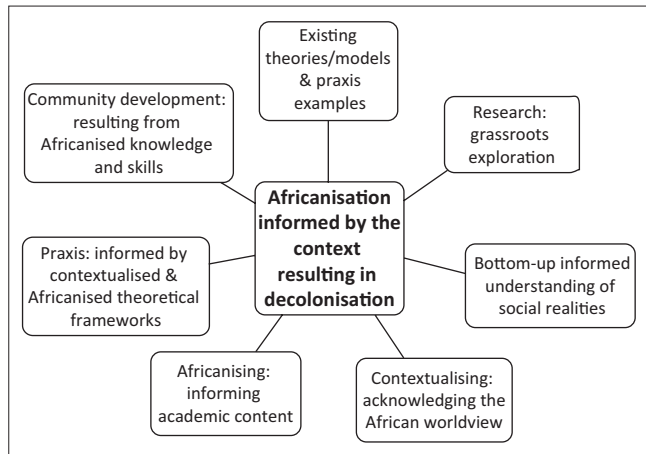 Existing
theories/models
& praxis
examples
Community development:
resulting from
Africanised knowledge
and skills
Research:
grassroots
exploration
Africanisation
informed by the
context
resulting in
decolonisation
Praxis: informed by
contextualised &
Africanised theoretical
frameworks
Bottom-up informed
understanding of
social realities
Africanising:
informing
academic content
Contextualising:
acknowledging the
African worldview